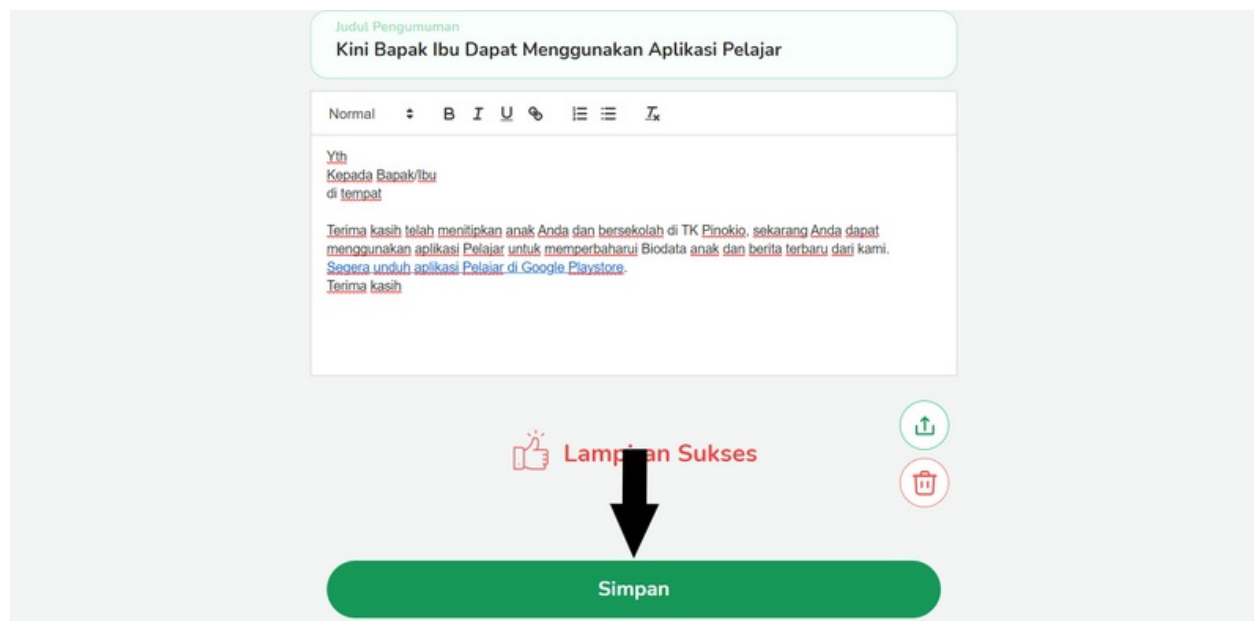 Judul Pengumuman
Kini Bapak Ibu Dapat Menggunakan Aplikasi Pelajar
Normal B I U
Yth
Kepada Bapak/Ibu
di tempat
Terima kasih telah menitipkan anak Anda dan bersekolah di TK Pinokio, sekarang Anda dapat
menggunakan aplikasi Pelajar untuk memperbaharui Biodata anak dan berita terbaru dari kami.
Segera unduh aplikasi Pelajar di Google Playstore.
Terima kasih
Lampiran Sukses
Simpan